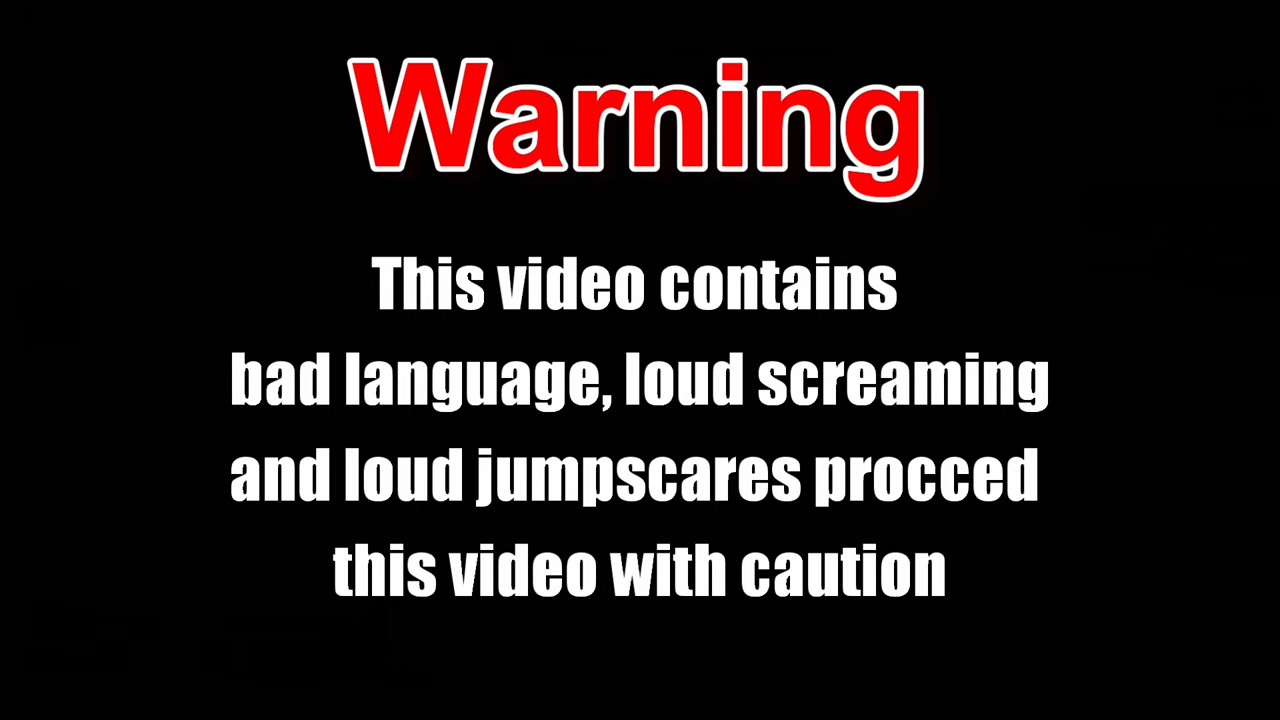 Warning
This video contains
bad language, loud screaming
and loud jumpscares procced
this video with caution